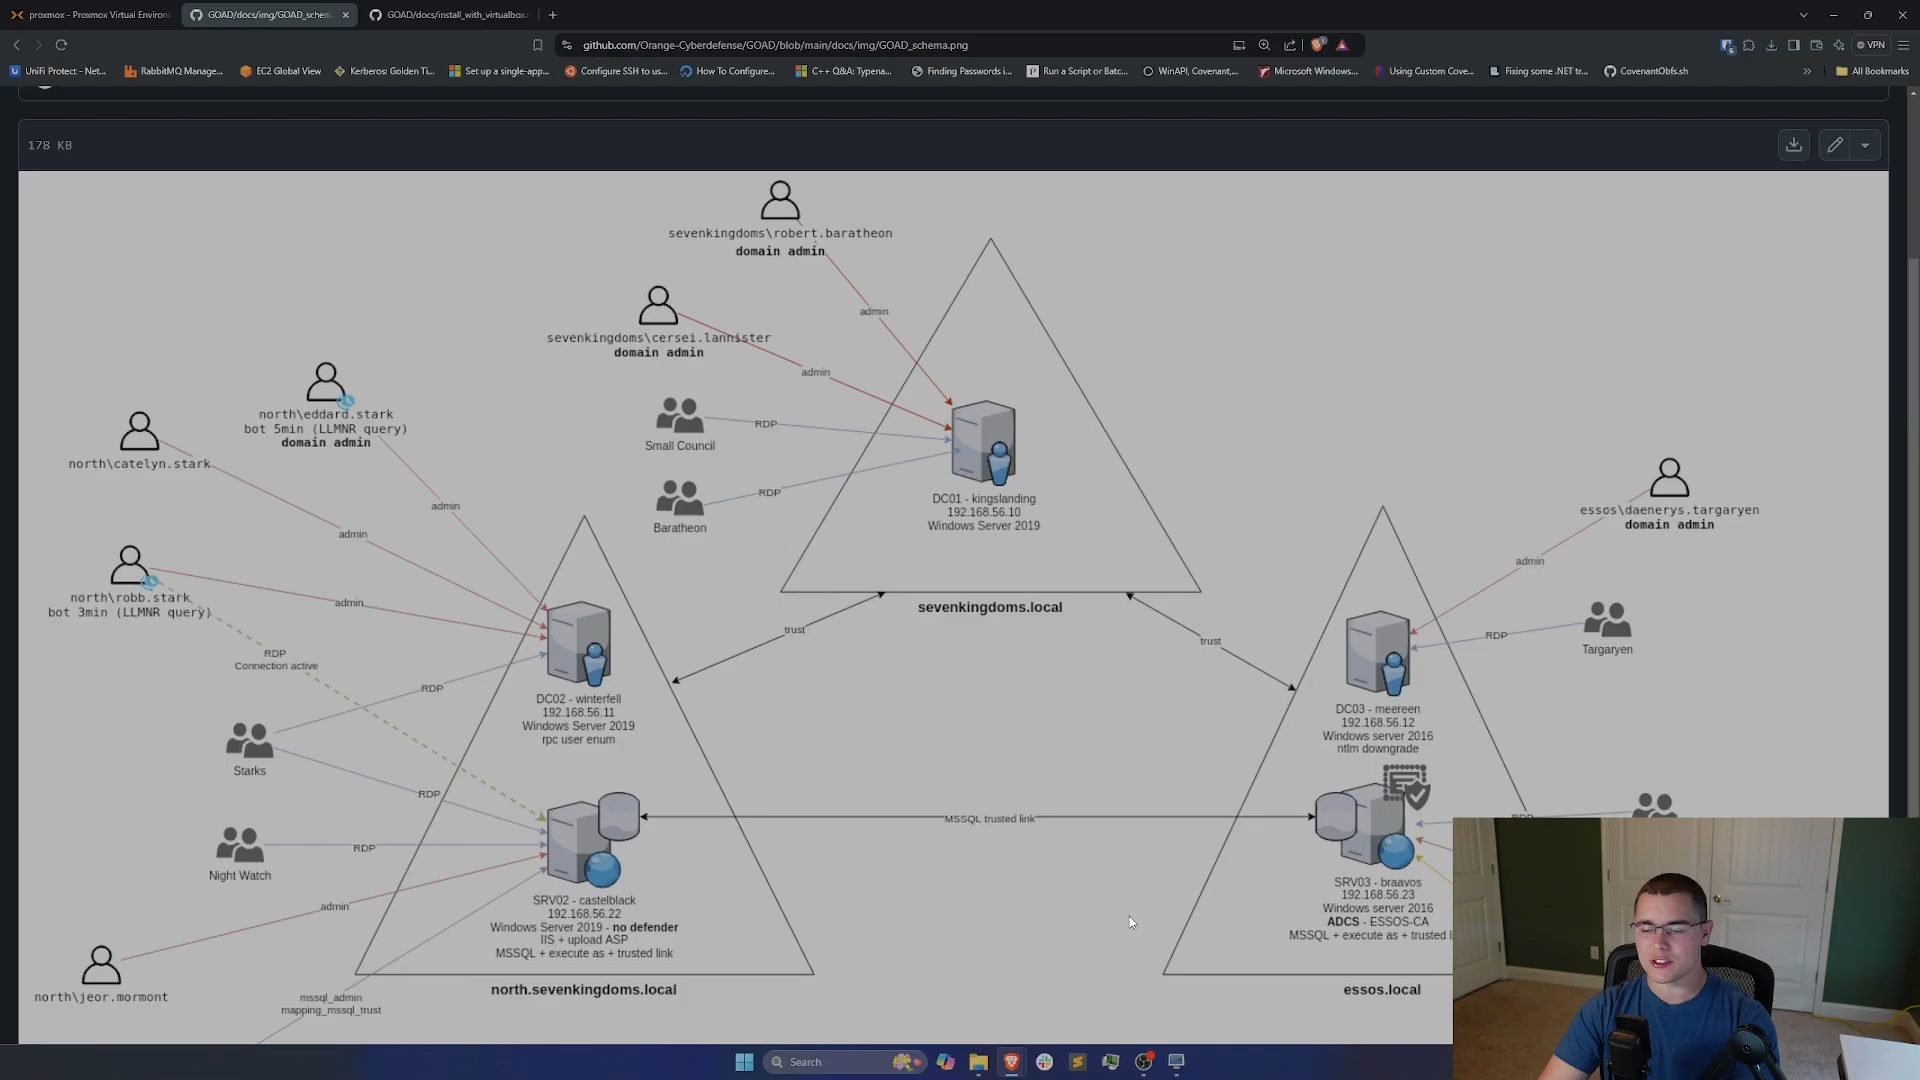 proxmox - Proxmox Virtual Environ
GOAD/docs/img/GOAD_schem
GOAD/docs/install_with_virtualbox.
github.com/Orange-Cyberdefense/GOAD/blob/main/docs/img/GOAD_schema.png
VPN
UniFi Protect - Net...
RabbitMQ Manage...
EC2 Global View
Kerberos: Golden Ti...
Set up a single-app...
Configure SSH to us...
How To Configure...
C++ Q&A: Typena...
Finding Passwords i...
Run a Script or Batc...
WinAPI, Covenant,...
Microsoft Windows...
Using Custom Cove...
Fixing some .NET tr...
CovenantObfs.sh
All Bookmarks
178 KB
sevenkingdoms\robert.baratheon
domain admin
admin
sevenkingdoms\cersei.lannister
domain admin
admin
north\eddard.stark
bot 5min (LLMNR query)
domain admin
north\catelyn.stark
Small Council
RDP
Baratheon
RDP
DC01 - kingslanding
192.168.56.10
Windows Server 2019
essos\daenerys.targaryen
domain admin
admin
admin
admin
north\robb.stark
bot 3min (LLMNR query)
admin
sevenkingdoms.local
trust
trust
RDP
Targaryen
RDP
Connection active
RDP
DC02 - winterfell
192.168.56.11
Windows Server 2019
rpc user enum
DC03 - meereen
192.168.56.12
Windows server 2016
ntlm downgrade
Starks
RDP
MSSQL trusted link
RDP
Night Watch
RDP
SRV02 - castelblack
192.168.56.22
Windows Server 2019 - no defender
IIS + upload ASP
MSSQL + execute as + trusted link
SRV03 - braavos
192.168.56.23
Windows server 2016
ADCS - ESSOS-CA
MSSQL + execute as + trusted l
admin
north\jeor.mormont
mssql_admin
mapping_mssql_trust
north.sevenkingdoms.local
essos.local
Search